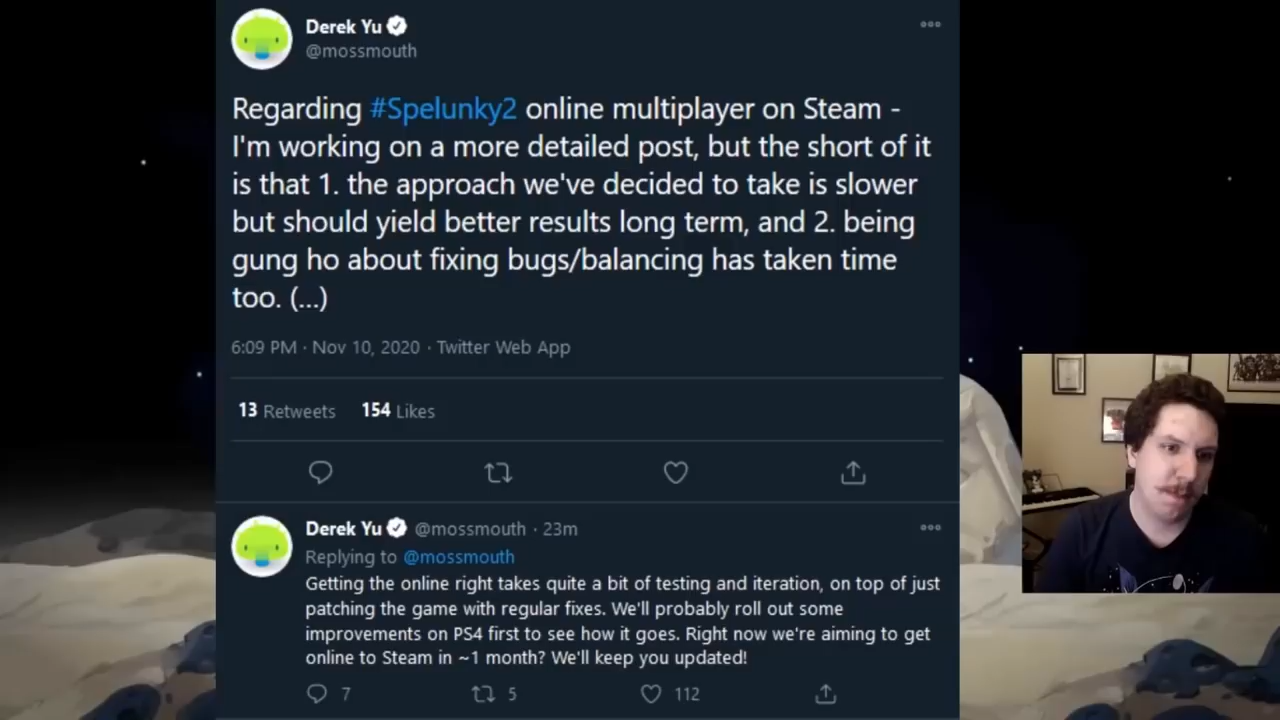 Derek Yu
@mossmouth
Regarding #Spelunky2 online multiplayer on Steam -
I'm working on a more detailed post, but the short of it
is that 1. the approach we've decided to take is slower
but should yield better results long term, and 2. being
gung ho about fixing bugs/balancing has taken time
too. (...)
6:09 PM · Nov 10, 2020 · Twitter Web App
13 Retweets 154 Likes
Derek Yu @mossmouth · 23m
Replying to @mossmouth
Getting the online right takes quite a bit of testing and iteration, on top of just
patching the game with regular fixes. We'll probably roll out some
improvements on PS4 first to see how it goes. Right now we're aiming to get
online to Steam in ~1 month? We'll keep you updated!
7 5 112